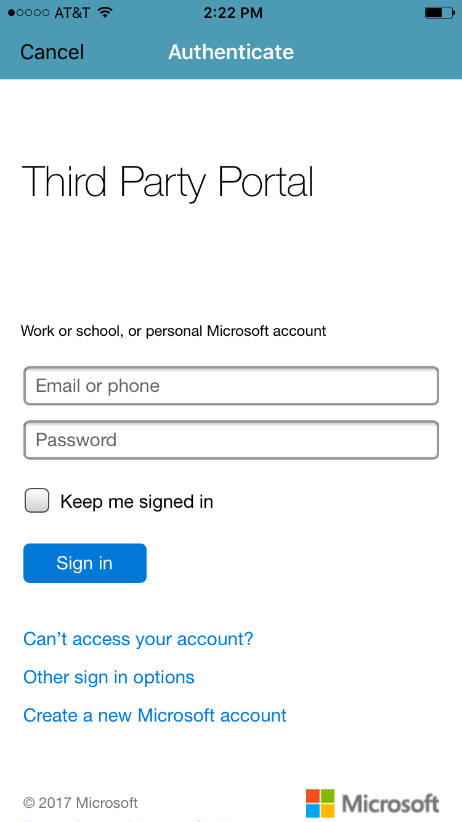 AT&T 2:22 PM
Cancel Authenticate
Third Party Portal
Work or school, or personal Microsoft account
Email or phone
Password
Keep me signed in
Sign in
Can't access your account?
Other sign in options
Create a new Microsoft account
© 2017 Microsoft Microsoft